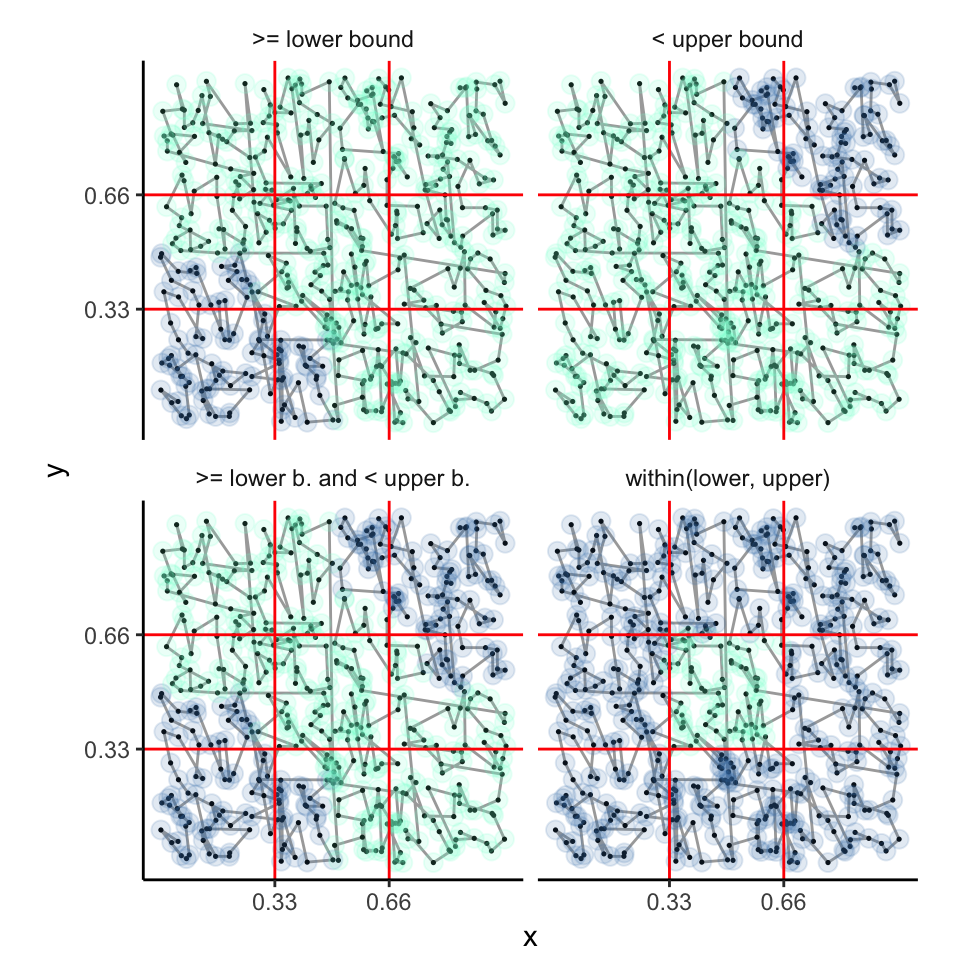 >= lower bound
< upper bound
0.66
0.33
y
>= lower b. and < upper b.
within(lower, upper)
0.66
0.33
0.33
0.66
0.33
0.66
x